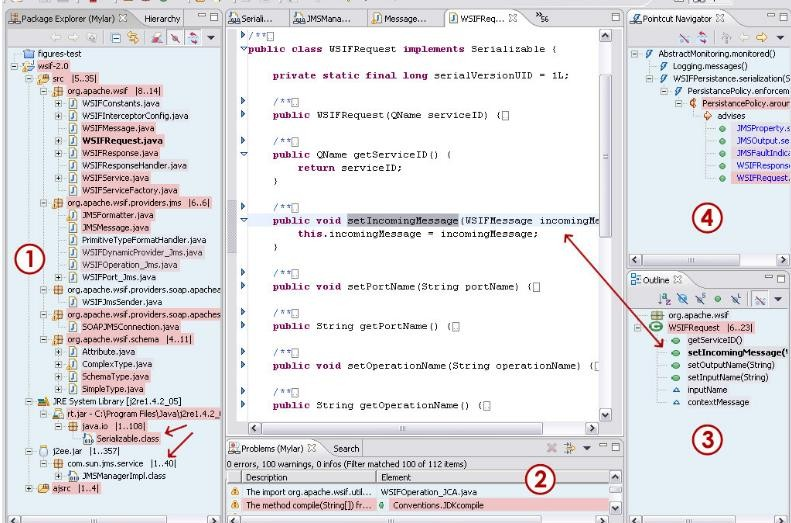 Package Explorer (Mylar)
Hierarchy
figures-test
wsif-2.0
src |5..35|
org.apache.wsif |8..14|
WSIFConstants.java
WSIFInterceptorConfig.java
WSIFMessage.java
WSIFRequest.java
WSIFResponse.java
WSIFResponseHandler.java
WSIFService.java
WSIFServiceFactory.java
org.apache.wsif.providers.jms |6..6|
JMSFormatter.java
JMSMessage.java
PrimitiveTypeFormatHandler.java
WSIFDynamicProvider_Jms.java
WSIFOperation_Jms.java
WSIFPort_Jms.java
org.apache.wsif.providers.soap.apachea
WSIFJmsSender.java
org.apache.wsif.providers.soap.apaches
SOAPJMSConnection.java
org.apache.wsif.schema |4..11|
Attribute.java
ComplexType.java
SchemaType.java
SimpleType.java
JRE System Library [j2re1.4.2_05]
rt.jar - C:\Program Files\Java\j2re1.4.2_
java.io |1..108|
Serializable.class
j2ee.jar |1..357|
com.sun.jms.service |1..40|
JMSManagerImpl.class
ajsrc |1..4|
1
Seriali...
JMSMana...
Message...
WSIFReq...
»56
/**
public class WSIFRequest implements Serializable {
private static final long serialVersionUID = 1L;
/**
public WSIFRequest(QName serviceID) {
/**
public QName getServiceID() {
return serviceID;
}
/**
public void setIncomingMessage(WSIFMessage incomingMe
this.incomingMessage = incomingMessage;
}
/**
public void setPortName(String portName) {
/**
public String getPortName() {
/**
public void setOperationName(String operationName) {
/**
public String getOperationName() {
Problems (Mylar)
Search
0 errors, 100 warnings, 0 infos (Filter matched 100 of 112 items)
Description
Element
The import org.apache.wsif.util...
WSIFOperation_JCA.java
The method compile(String[]) fr...
Conventions.JDKcompile
2
Pointcut Navigator
AbstractMonitoring.monitored()
Logging.messages()
WSIFPersistance.serialization(S
PersistancePolicy.enforcem
PersistancePolicy.aroun
advises
JMSProperty.s
JMSOutput.se
JMSFaultIndica
WSIFResponse
WSIFRequest.
4
Outline
org.apache.wsif
WSIFRequest |6..23|
getServiceID()
setIncomingMessage(
setOutputName(String)
setInputName(String)
inputName
contextMessage
3